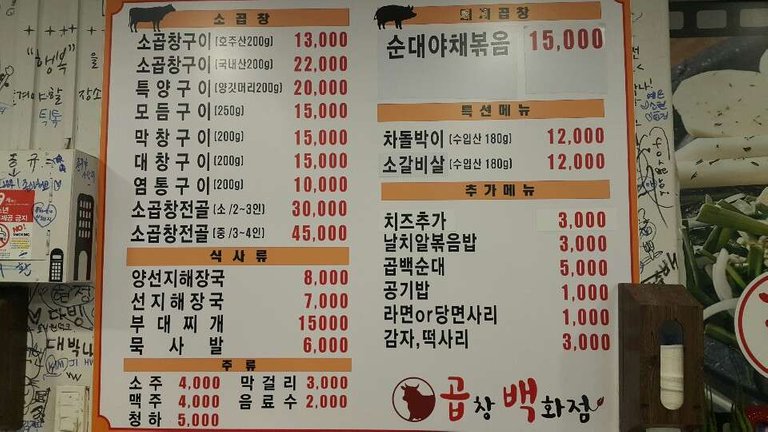 소곱창
소곱창구이 (호주산200g) 13,000
소곱창구이 (국내산200g) 22,000
특양구이 (양깃머리200g) 20,000
모듬구이 (250g) 15,000
막창구이 (200g) 15,000
대창구이 (200g) 15,000
염통구이 (200g) 10,000
소곱창전골 (소/2~3인) 30,000
소곱창전골 (중/3~4인) 45,000
식사류
양선지해장국 8,000
선지해장국 7,000
부대찌개 15000
묵사발 6,000
주류
소주 4,000 막걸리 3,000
맥주 4,000 음료수 2,000
청하 5,000
곱창
순대야채볶음 15,000
특선메뉴
차돌박이 (수입산 180g) 12,000
소갈비살 (수입산 180g) 12,000
추가메뉴
치즈추가 3,000
날치알볶음밥 3,000
곱백순대 5,000
공기밥 1,000
라면or당면사리 1,000
감자,떡사리 3,000
곱창백화점
"행복"
장소
NO!